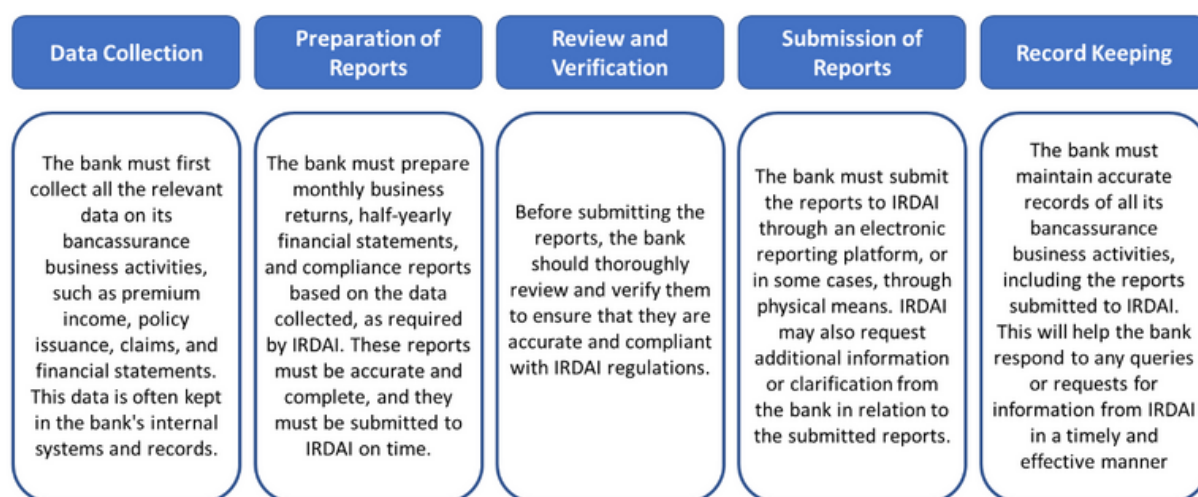 Data Collection
The bank must first
collect all the relevant
data on its
bancassurance
business activities,
such as premium
income, policy
issuance, claims, and
financial statements.
This data is often kept
in the bank's internal
systems and records.
Preparation of
Reports
The bank must prepare
monthly business
returns, half-yearly
financial statements,
and compliance reports
based on the data
collected, as required
by IRDAI. These reports
must be accurate and
complete, and they
must be submitted to
IRDAI on time.
Review and
Verification
Before submitting the
reports, the bank
should thoroughly
review and verify them
to ensure that they are
accurate and compliant
with IRDAI regulations.
Submission of
Reports
The bank must submit
the reports to IRDAI
through an electronic
reporting platform, or
in some cases, through
physical means. IRDAI
may also request
additional information
or clarification from
the bank in relation to
the submitted reports.
Record Keeping
The bank must
maintain accurate
records of all its
bancassurance
business activities,
including the reports
submitted to IRDAI.
This will help the bank
respond to any queries
or requests for
information from IRDAI
in a timely and
effective manner